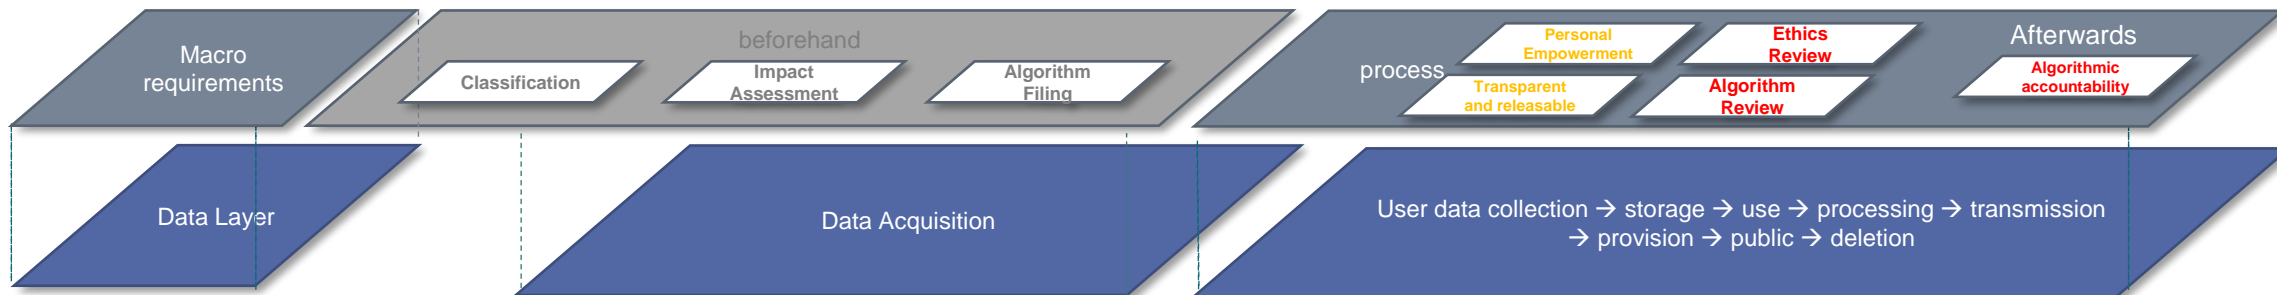 Macro
requirements
beforehand
Classification
Impact
Assessment
Algorithm
Filing
process
Personal
Empowerment
Ethics
Review
Transparent
and releasable
Algorithm
Review
Afterwards
Algorithmic
accountability
Data Layer
Data Acquisition
User data collection → storage → use → processing → transmission
→ provision → public → deletion